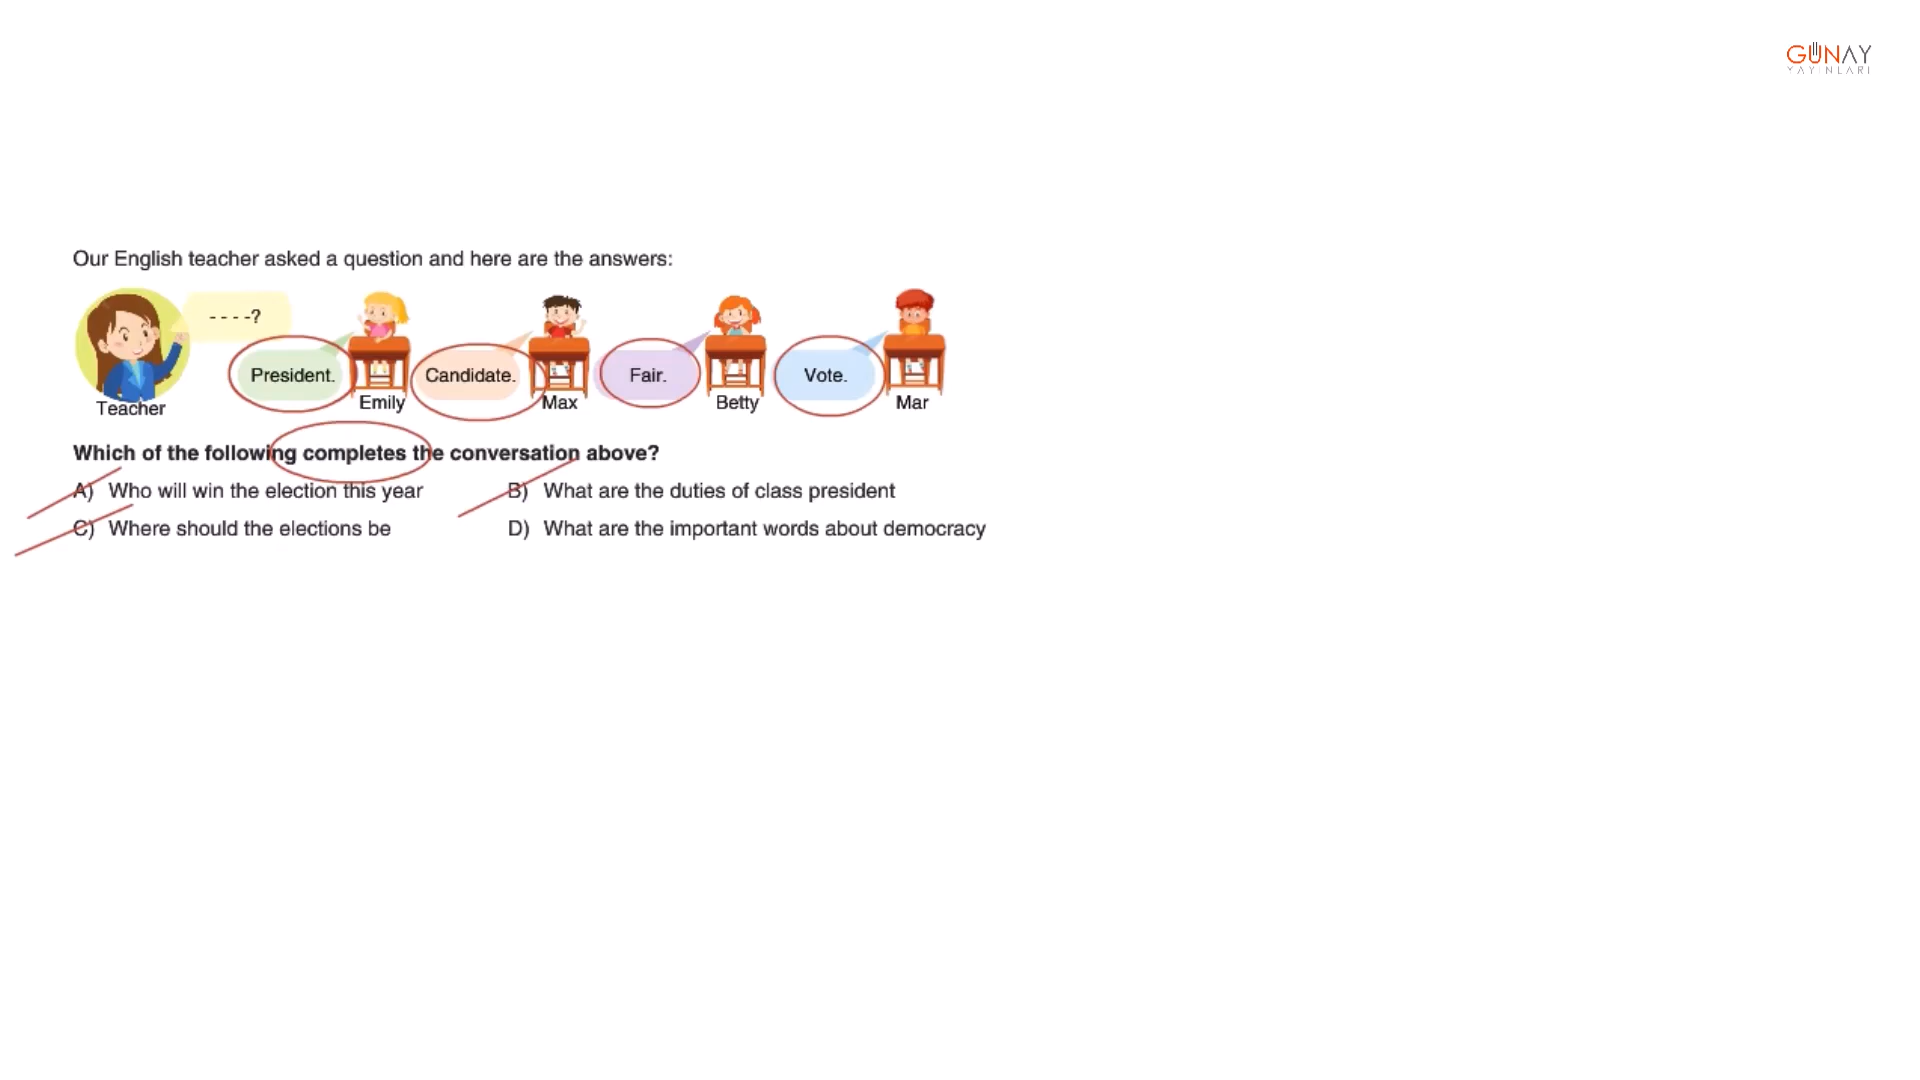 GÜNAY
YAYINLARI
Our English teacher asked a question and here are the answers:
- - - -?
President.
Candidate.
Fair.
Vote.
Teacher
Emily
Max
Betty
Mar
Which of the following completes the conversation above?
A) Who will win the election this year
B) What are the duties of class president
C) Where should the elections be
D) What are the important words about democracy